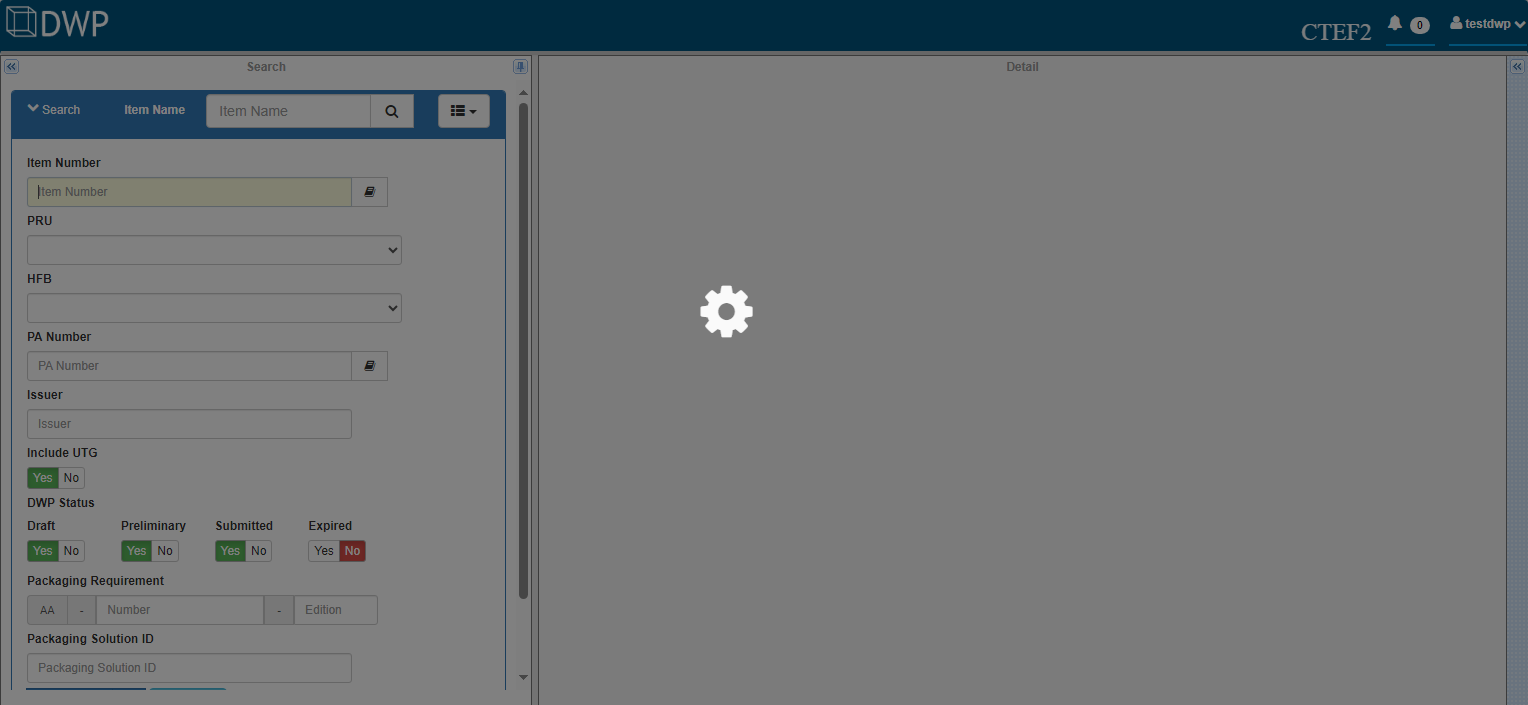 DWP
CTEF2
0
testdwp
Search
Detail
Search
Item Name
Item Name
Item Number
Item Number
PRU
HFB
PA Number
PA Number
Issuer
Issuer
Include UTG
Yes No
DWP Status
Draft Preliminary Submitted Expired
Yes No Yes No Yes No Yes No
Packaging Requirement
AA - Number - Edition
Packaging Solution ID
Packaging Solution ID